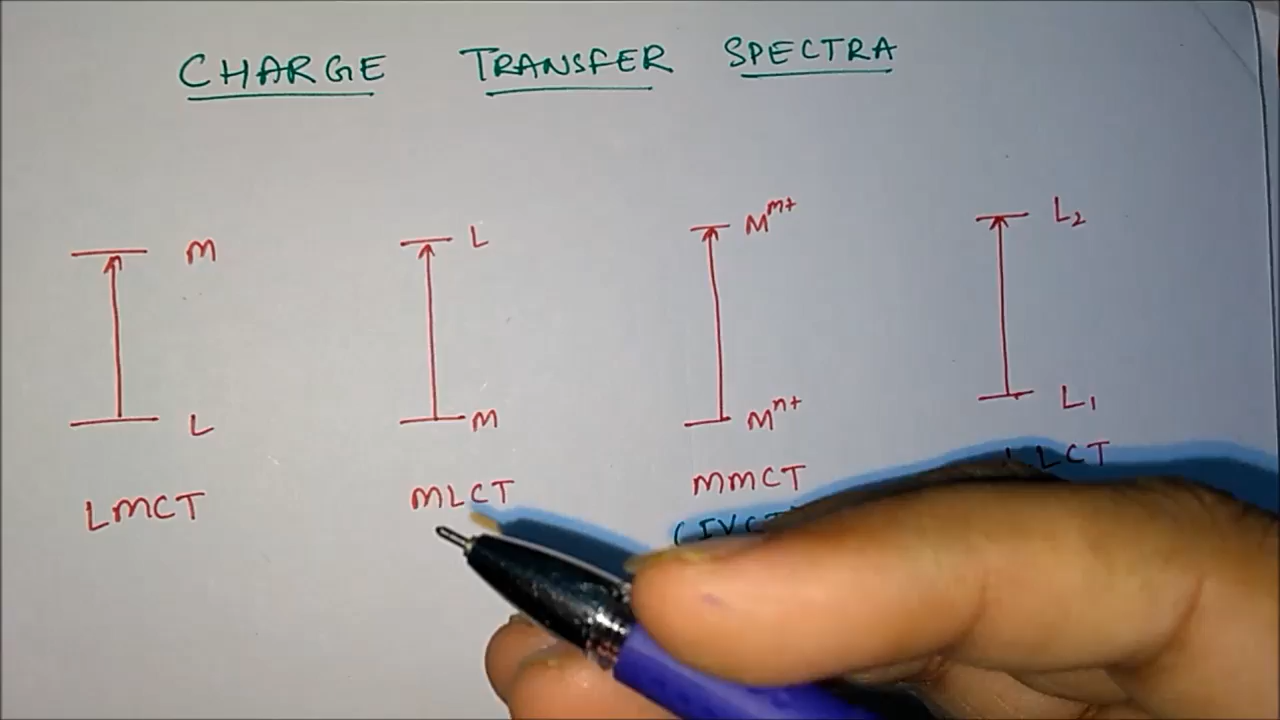 CHARGE TRANSFER SPECTRA
M
L
LMCT
L
M
MLCT
M^m+
M^n+
MMCT
L2
L1